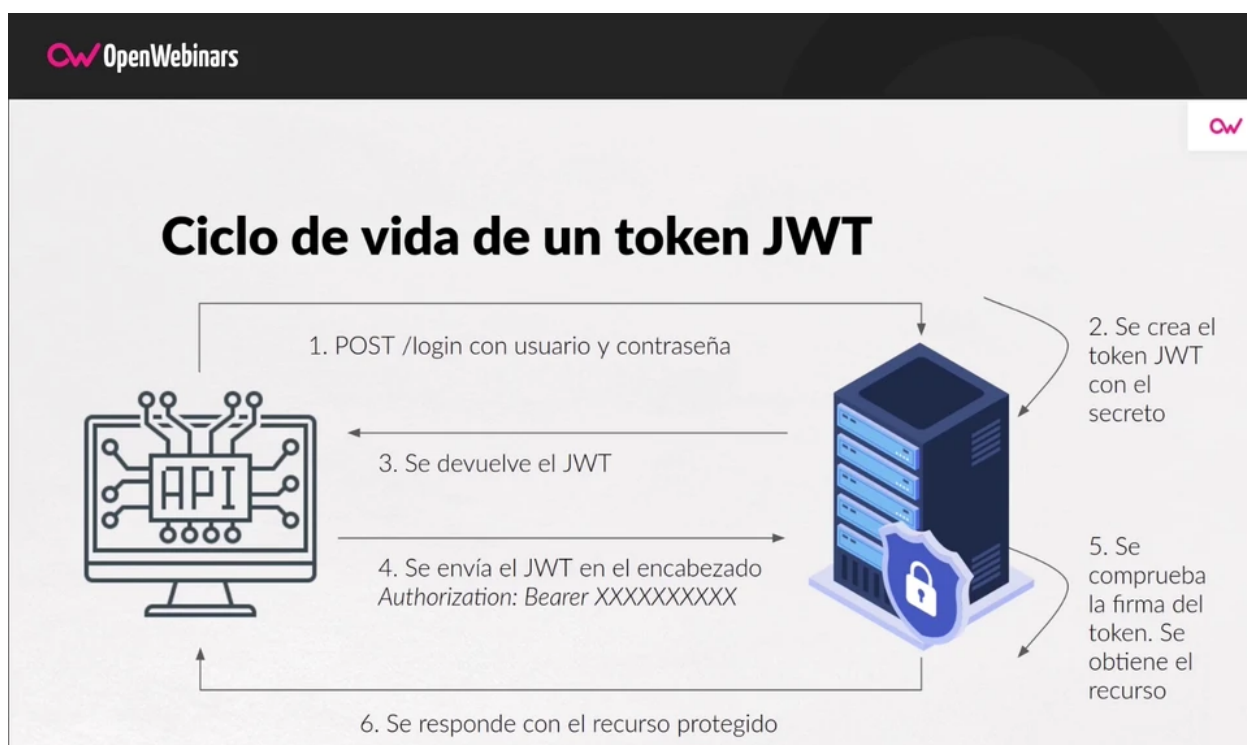 OpenWebinars
Ciclo de vida de un token JWT
1. POST /login con usuario y contraseña
2. Se crea el
token JWT
con el
secreto
3. Se devuelve el JWT
API
4. Se envía el JWT en el encabezado
Authorization: Bearer XXXXXXXXXX
5. Se
comprueba
la firma del
token. Se
obtiene el
recurso
6. Se responde con el recurso protegido